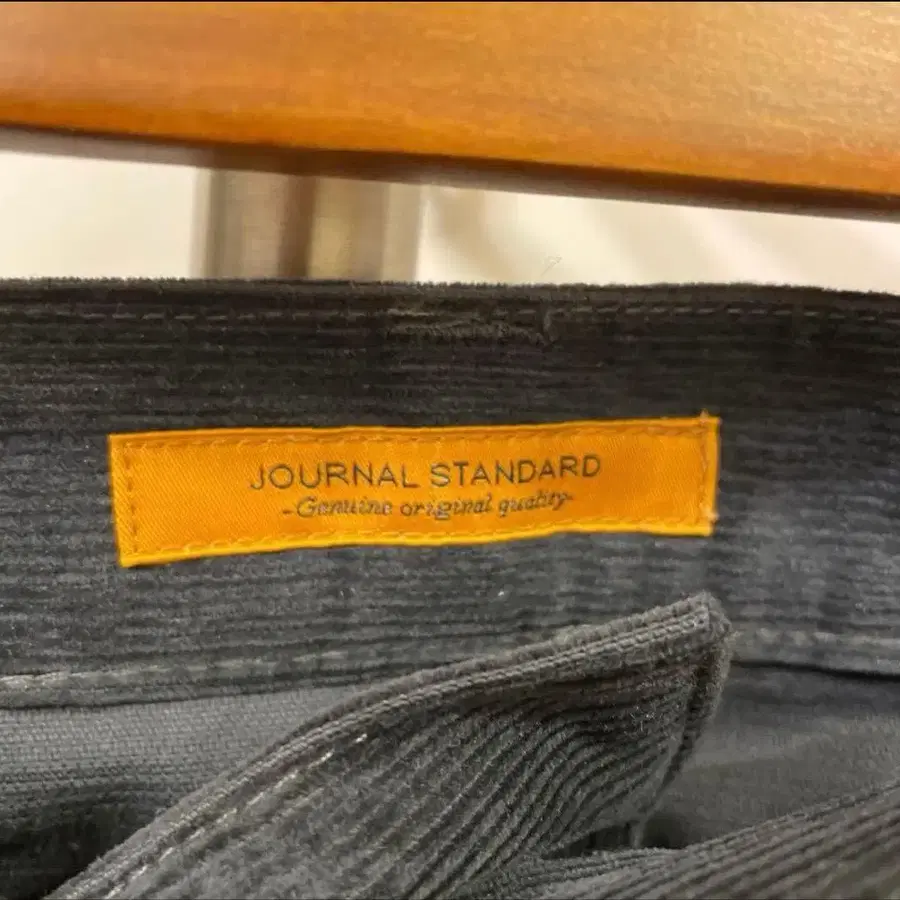 JOURNAL STANDARD
-Genuine original quality-